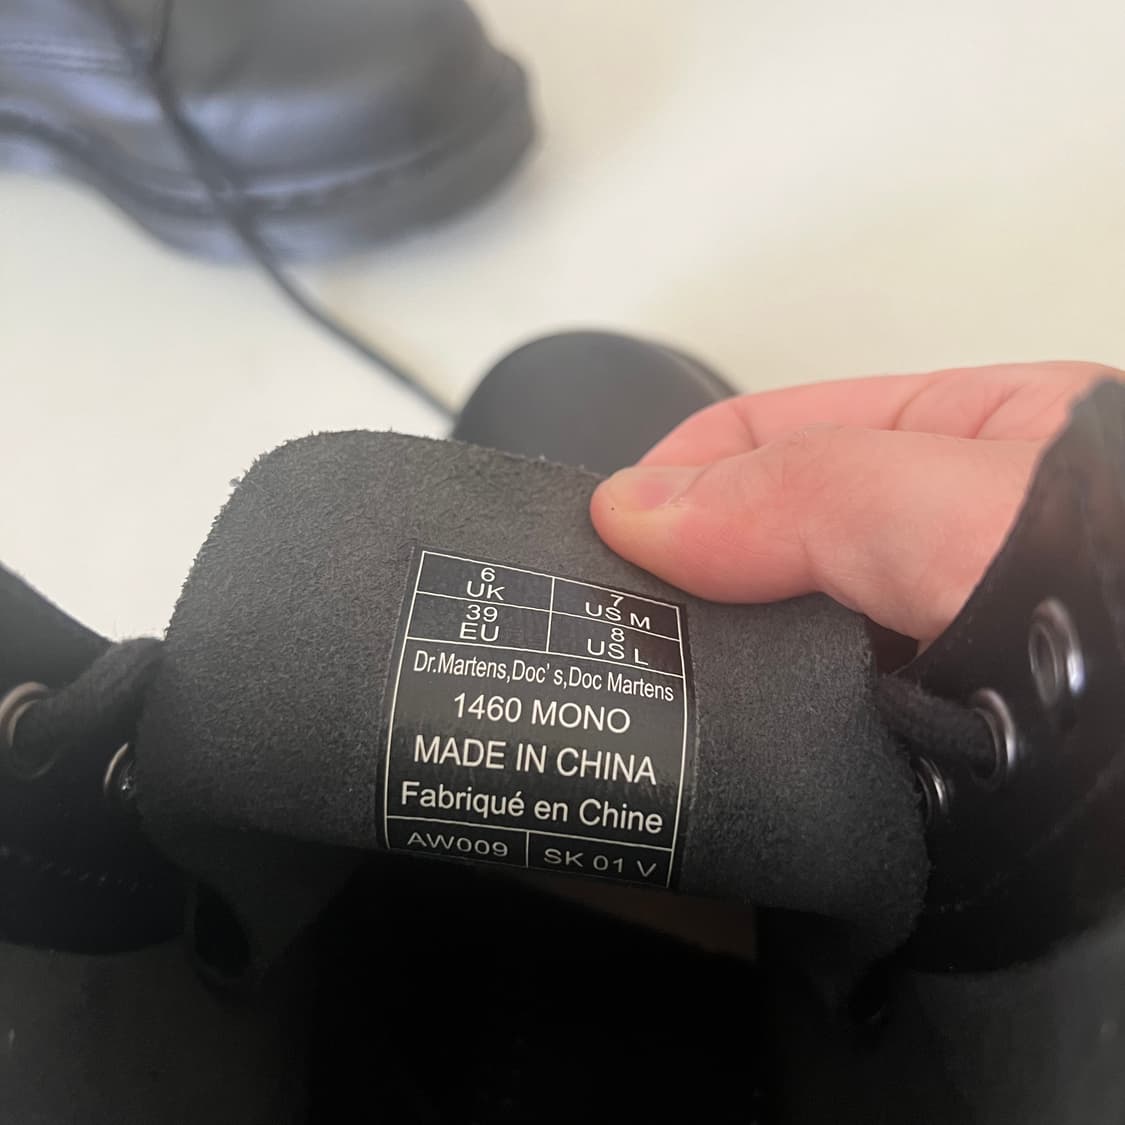 6
UK
7
US M
39
EU
8
US L
Dr.Martens,Doc's,Doc Martens
1460 MONO
MADE IN CHINA
Fabriqué en Chine
AW009
SK 01 V